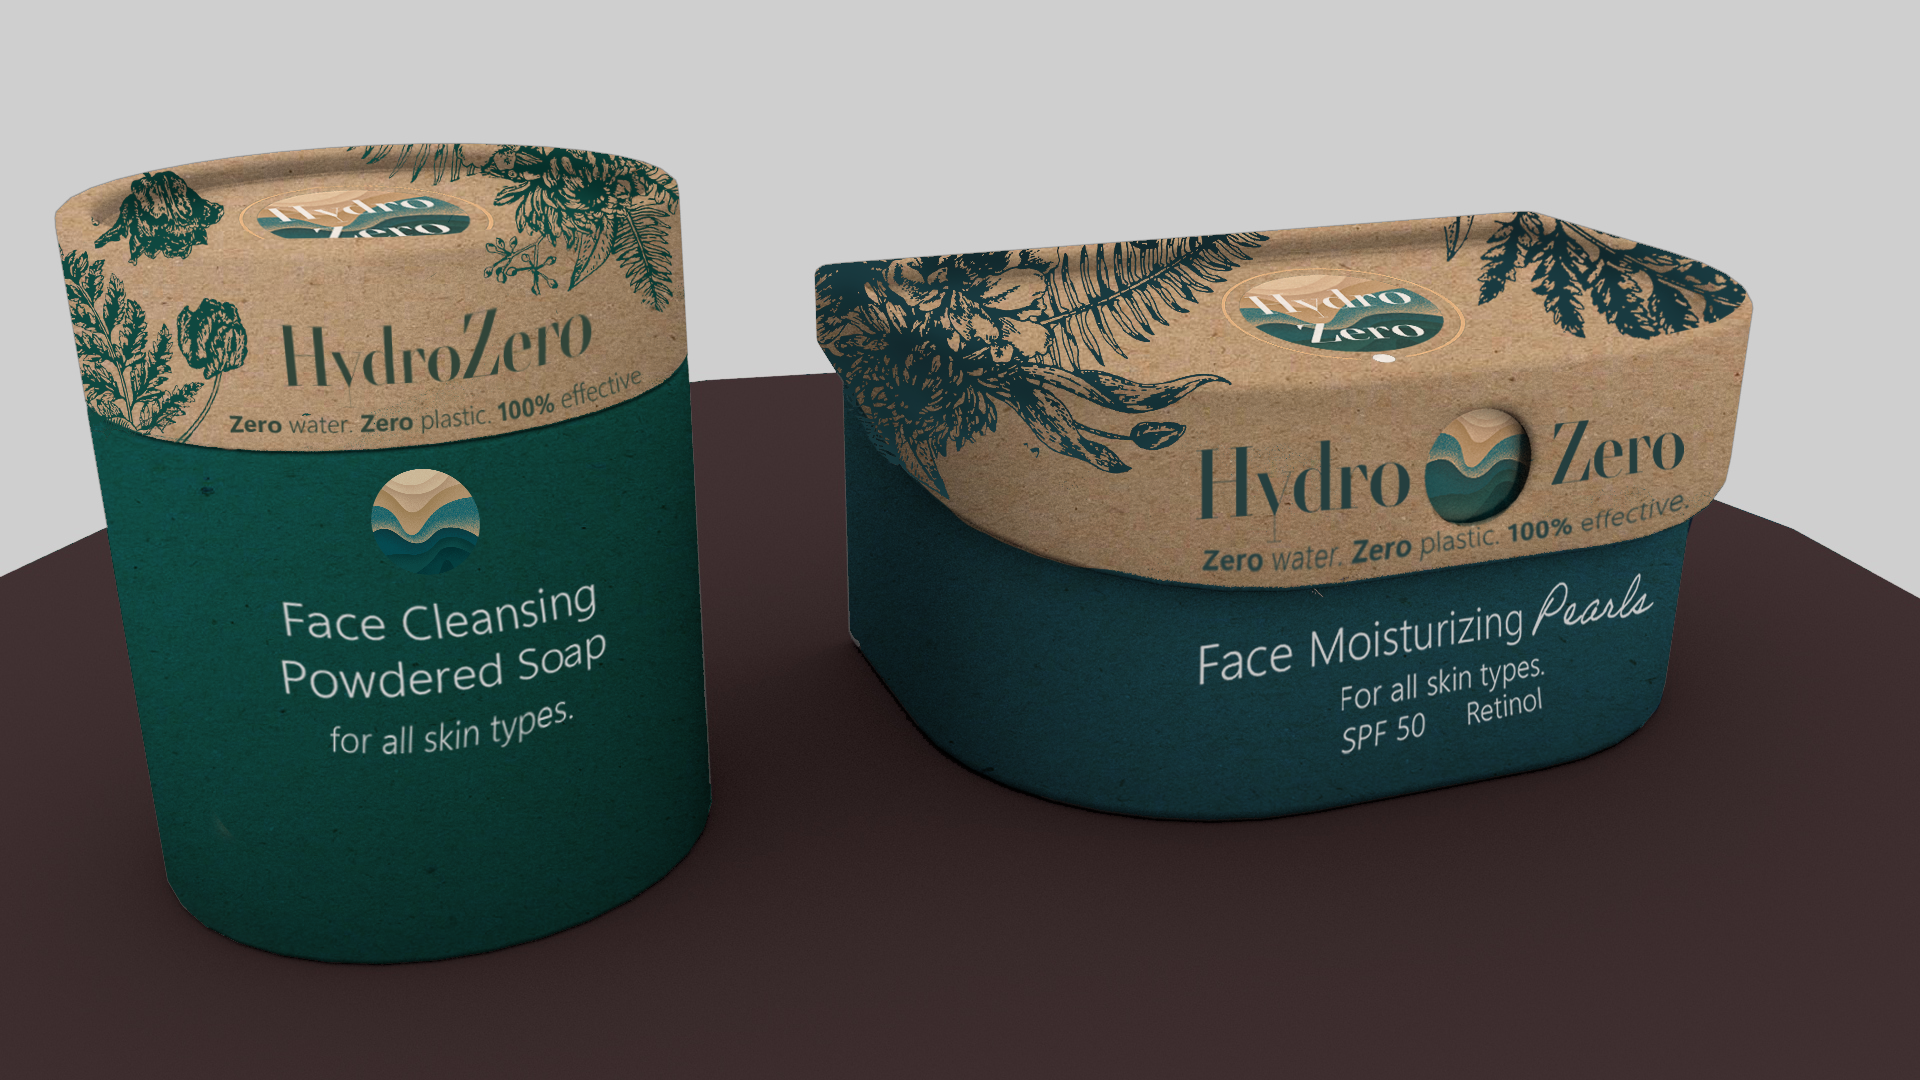 Hydro
Zero
HydroZero
Zero water. Zero plastic. 100% effective
Face Cleansing
Powdered Soap
for all skin types.
Hydro
Zero
Hydro Zero
Zero water. Zero plastic. 100% effective.
Face Moisturizing Pearls
For all skin types.
SPF 50 Retinol